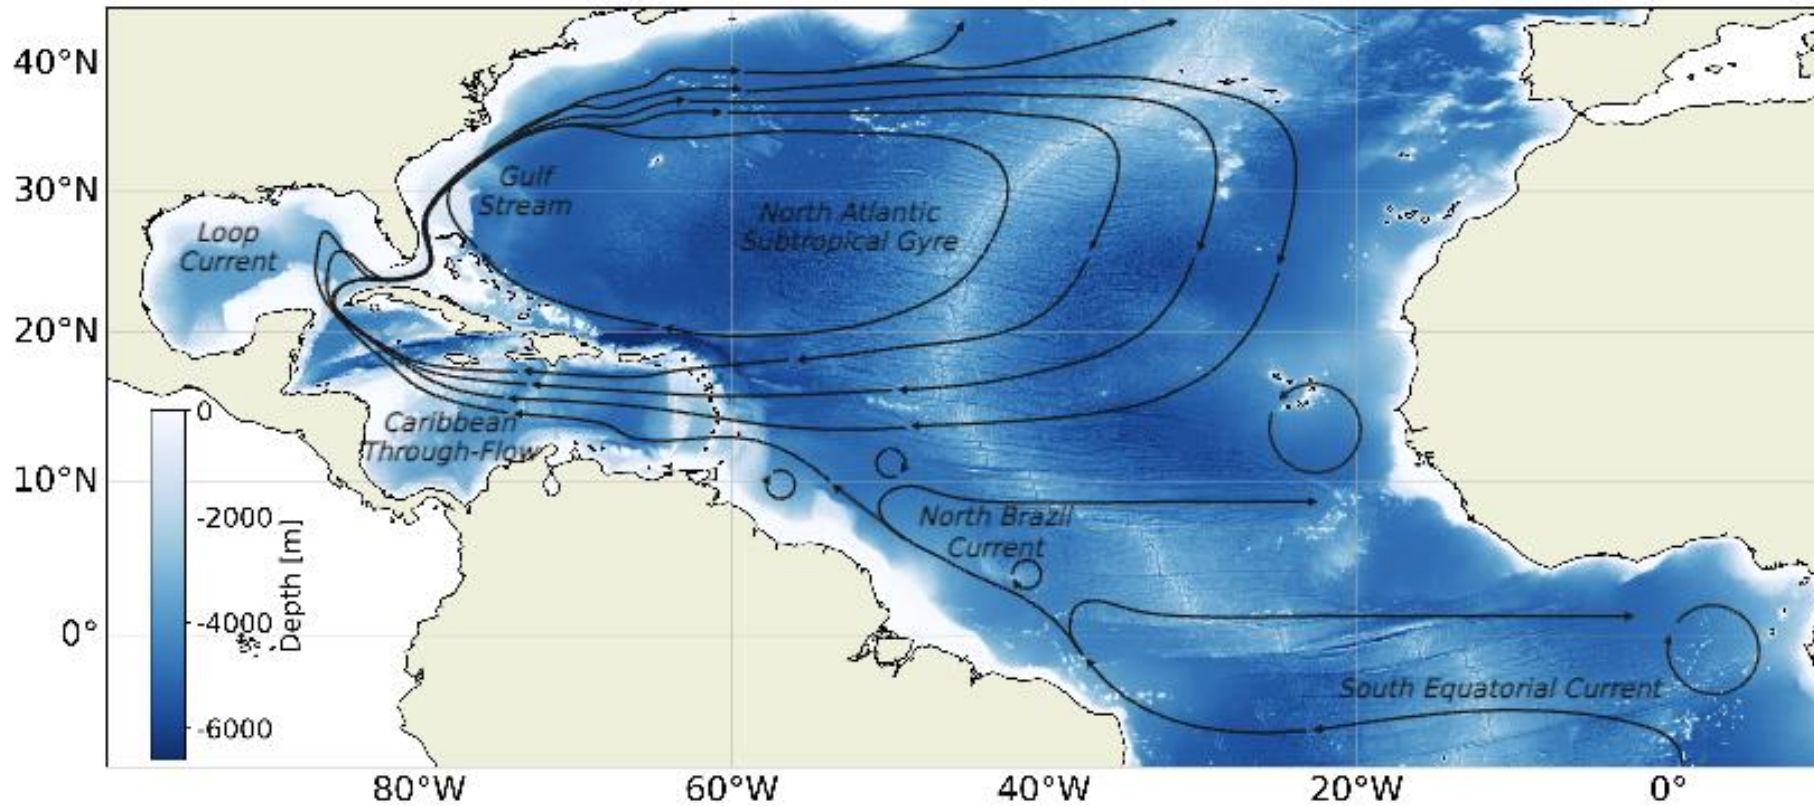 40°N
30°N
20°N
10°N
0°
80°W
60°W
40°W
20°W
0°
Gulf
Stream
Loop
Current
North Atlantic
Subtropical Gyre
Caribbean
Through-Flow
North Brazil
Current
South Equatorial Current
0
-2000
-4000
-6000
Depth [m]